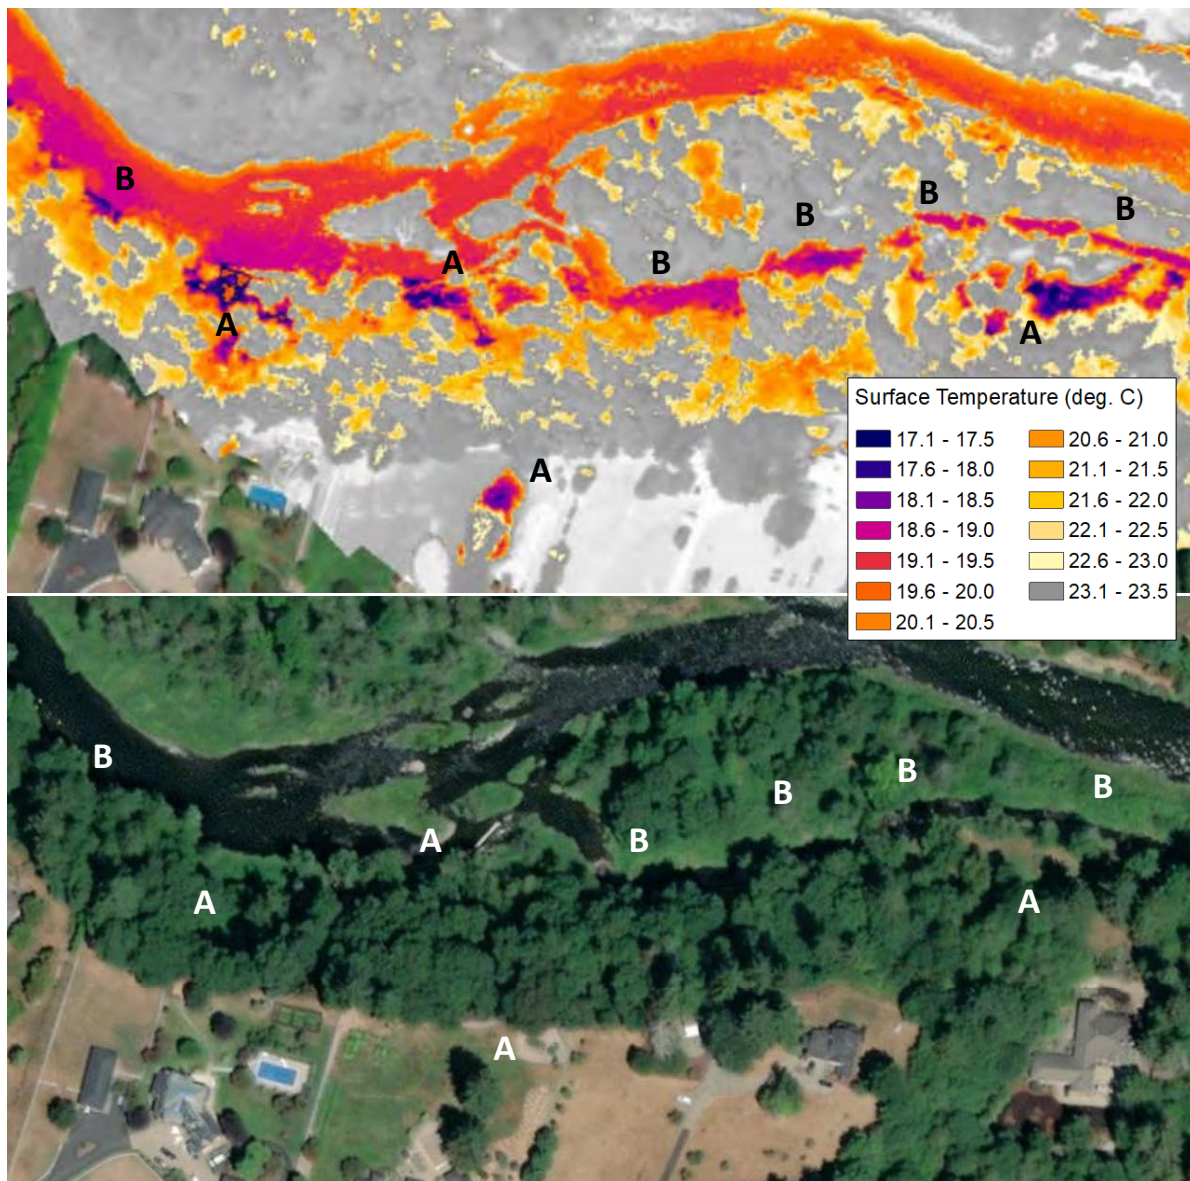 B
B
B
B
A
B
A
A
A
Surface Temperature (deg. C)
17.1 - 17.5
17.6 - 18.0
18.1 - 18.5
18.6 - 19.0
19.1 - 19.5
19.6 - 20.0
20.1 - 20.5
20.6 - 21.0
21.1 - 21.5
21.6 - 22.0
22.1 - 22.5
22.6 - 23.0
23.1 - 23.5
B
B
B
B
A
B
A
A
A